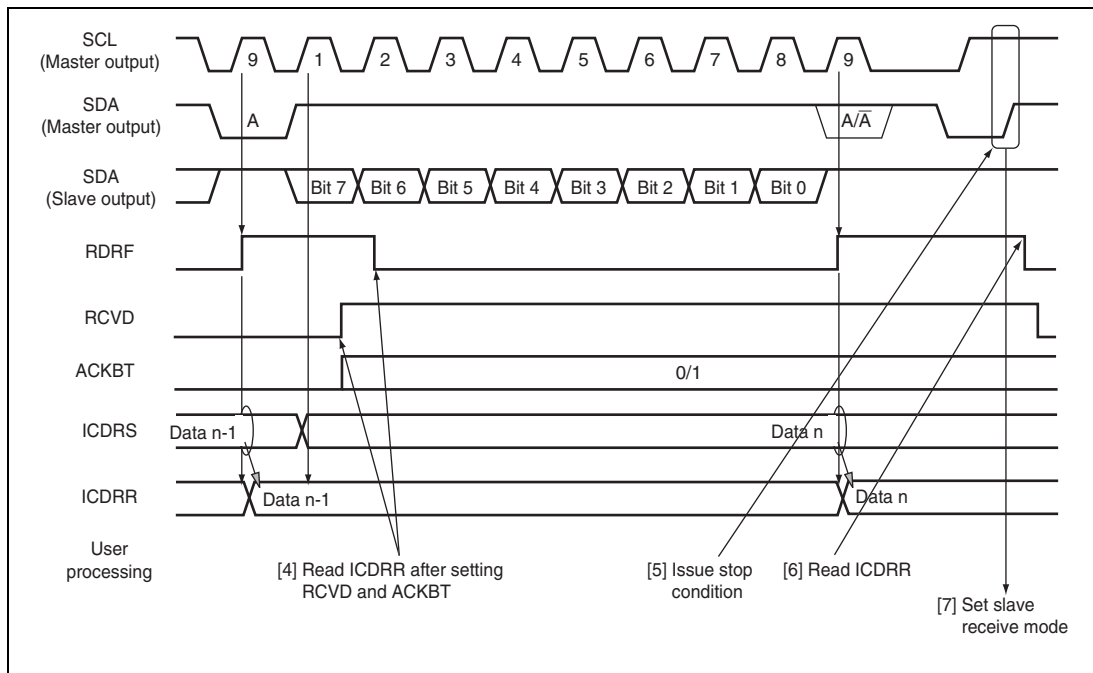 SCL
(Master output)
9 1 2 3 4 5 6 7 8 9
SDA
(Master output)
A A/A̅
SDA
(Slave output)
Bit 7 Bit 6 Bit 5 Bit 4 Bit 3 Bit 2 Bit 1 Bit 0
RDRF
RCVD
ACKBT
0/1
ICDRS
Data n-1 Data n
ICDRR
Data n-1 Data n
User
processing
[4] Read ICDRR after setting
RCVD and ACKBT
[5] Issue stop
condition
[6] Read ICDRR
[7] Set slave
receive mode